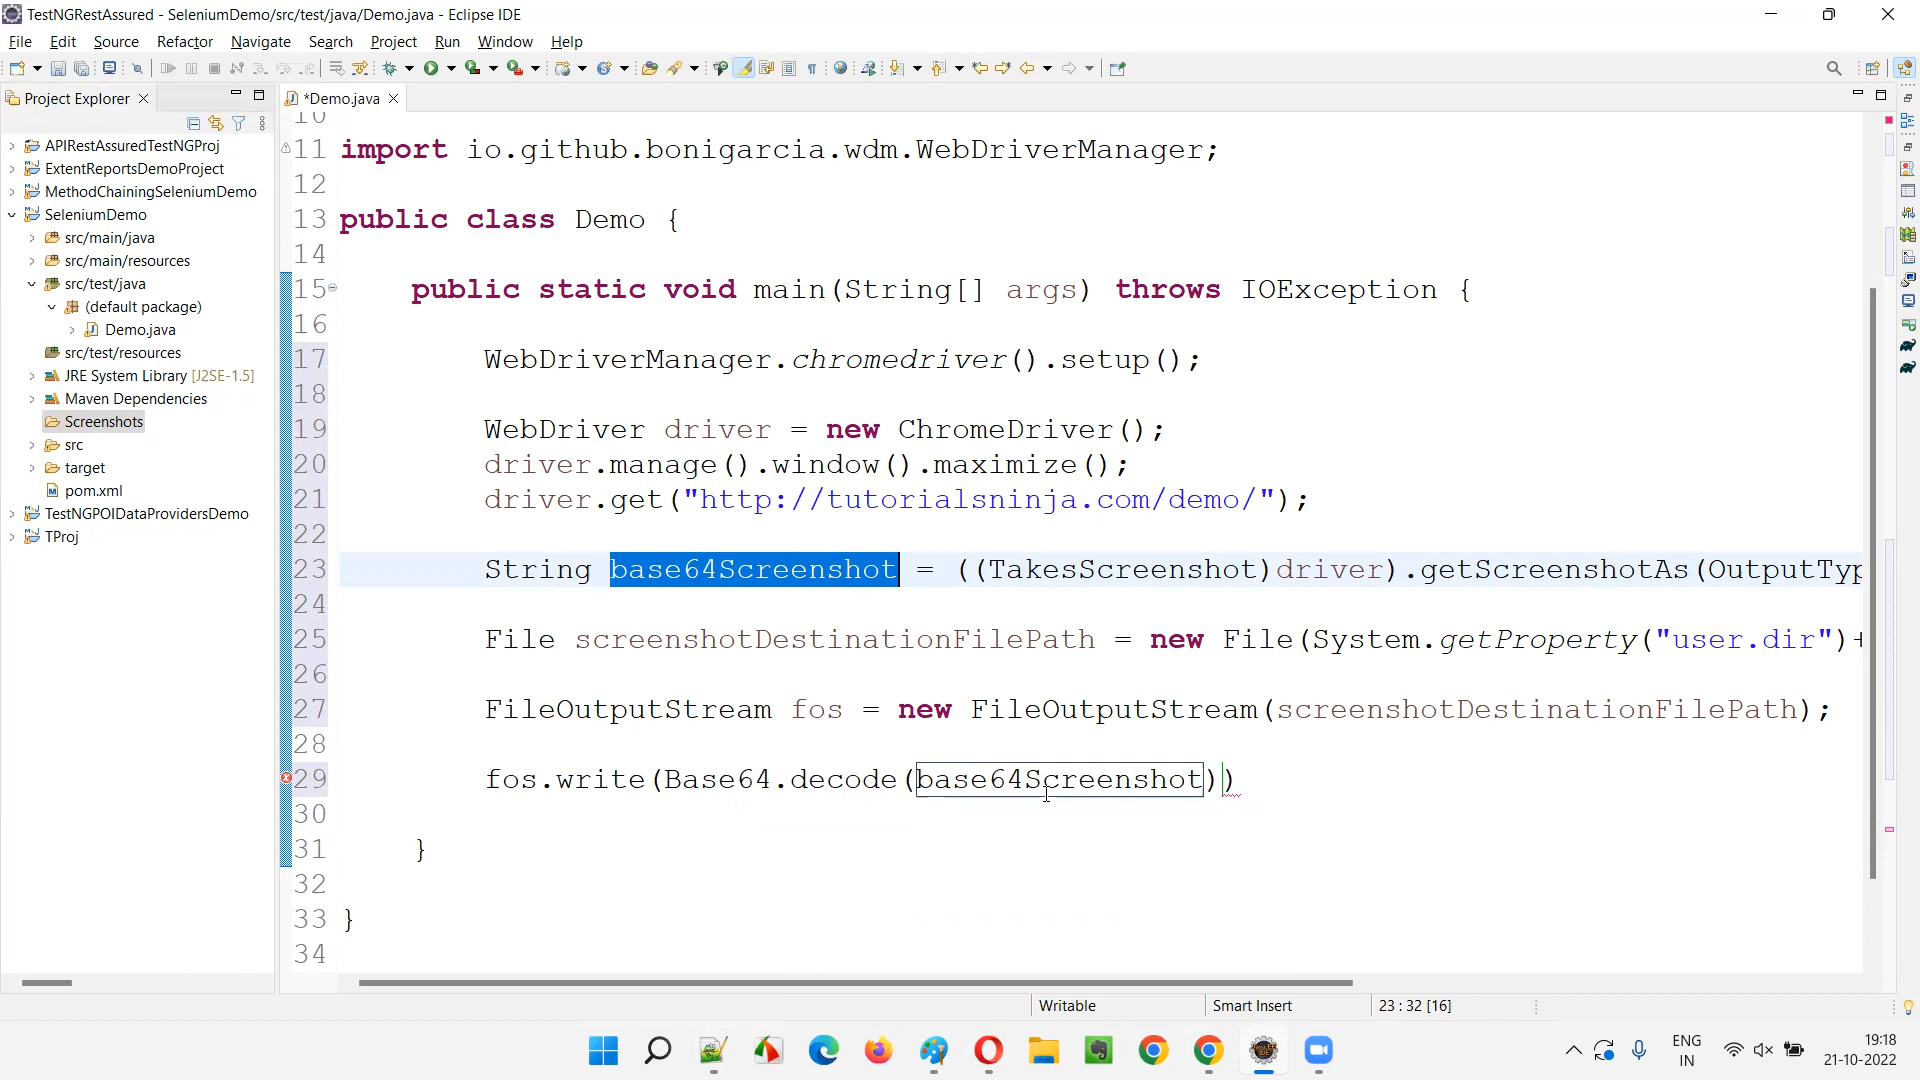 TestNGRestAssured - SeleniumDemo/src/test/java/Demo.java - Eclipse IDE
File Edit Source Refactor Navigate Search Project Run Window Help
Project Explorer
*Demo.java
APIRestAssuredTestNGProj
ExtentReportsDemoProject
MethodChainingSeleniumDemo
SeleniumDemo
src/main/java
src/main/resources
src/test/java
(default package)
Demo.java
src/test/resources
JRE System Library [J2SE-1.5]
Maven Dependencies
Screenshots
src
target
pom.xml
TestNGPOIDataProvidersDemo
TProj
10
11 import io.github.bonigarcia.wdm.WebDriverManager;
12
13 public class Demo {
14
15 public static void main(String[] args) throws IOException {
16
17 WebDriverManager.chromedriver().setup();
18
19 WebDriver driver = new ChromeDriver();
20 driver.manage().window().maximize();
21 driver.get("http://tutorialsninja.com/demo/");
22
23 String base64Screenshot = ((TakesScreenshot)driver).getScreenshotAs(OutputTyp
24
25 File screenshotDestinationFilePath = new File(System.getProperty("user.dir")+
26
27 FileOutputStream fos = new FileOutputStream(screenshotDestinationFilePath);
28
29 fos.write(Base64.decode(base64Screenshot))
30
31 }
32
33 }
34
Writable Smart Insert 23 : 32 [16]
ENG
IN
19:18
21-10-2022